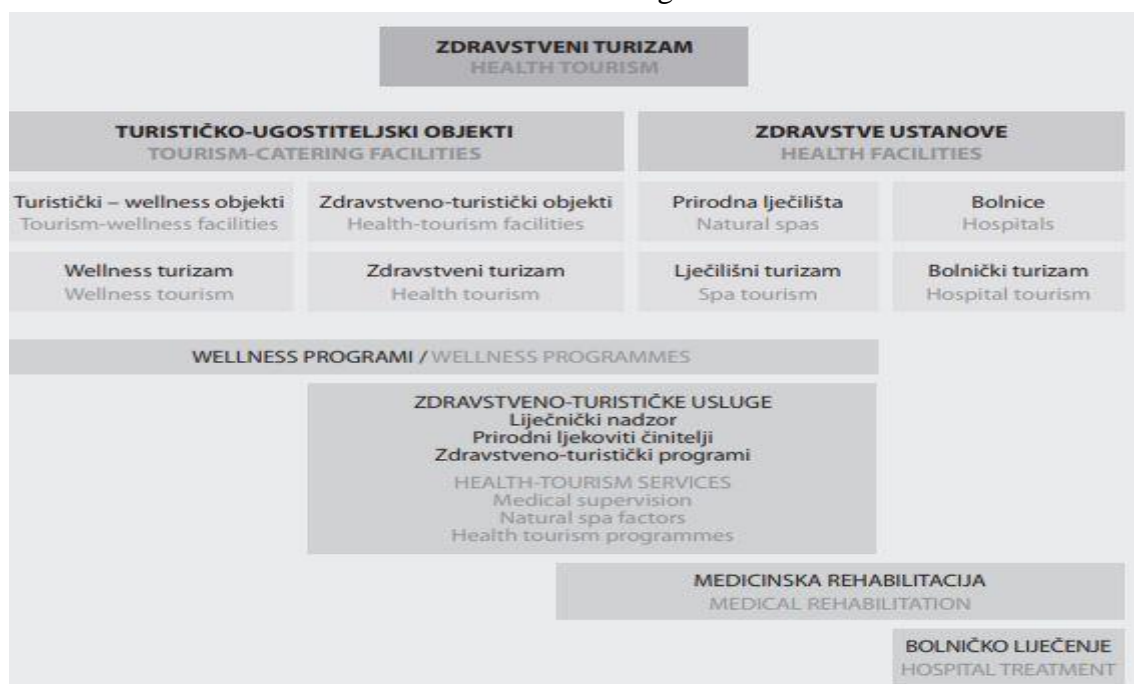 ZDRAVSTVENI TURIZAM
HEALTH TOURISM
TURISTIČKO-UGOSTITELJSKI OBJEKTI
TOURISM-CATERING FACILITIES
ZDRAVSTVE USTANOVE
HEALTH FACILITIES
Turistički – wellness objekti
Tourism-wellness facilities
Zdravstveno-turistički objekti
Health-tourism facilities
Prirodna lječilišta
Natural spas
Bolnice
Hospitals
Wellness turizam
Wellness tourism
Zdravstveni turizam
Health tourism
Lječilišni turizam
Spa tourism
Bolnički turizam
Hospital tourism
WELLNESS PROGRAMI / WELLNESS PROGRAMMES
ZDRAVSTVENO-TURISTIČKE USLUGE
Liječnički nadzor
Prirodni ljekoviti činitelji
Zdravstveno-turistički programi
HEALTH-TOURISM SERVICES
Medical supervision
Natural spa factors
Health tourism programmes
MEDICINSKA REHABILITACIJA
MEDICAL REHABILITATION
BOLNIČKO LIJEČENJE
HOSPITAL TREATMENT